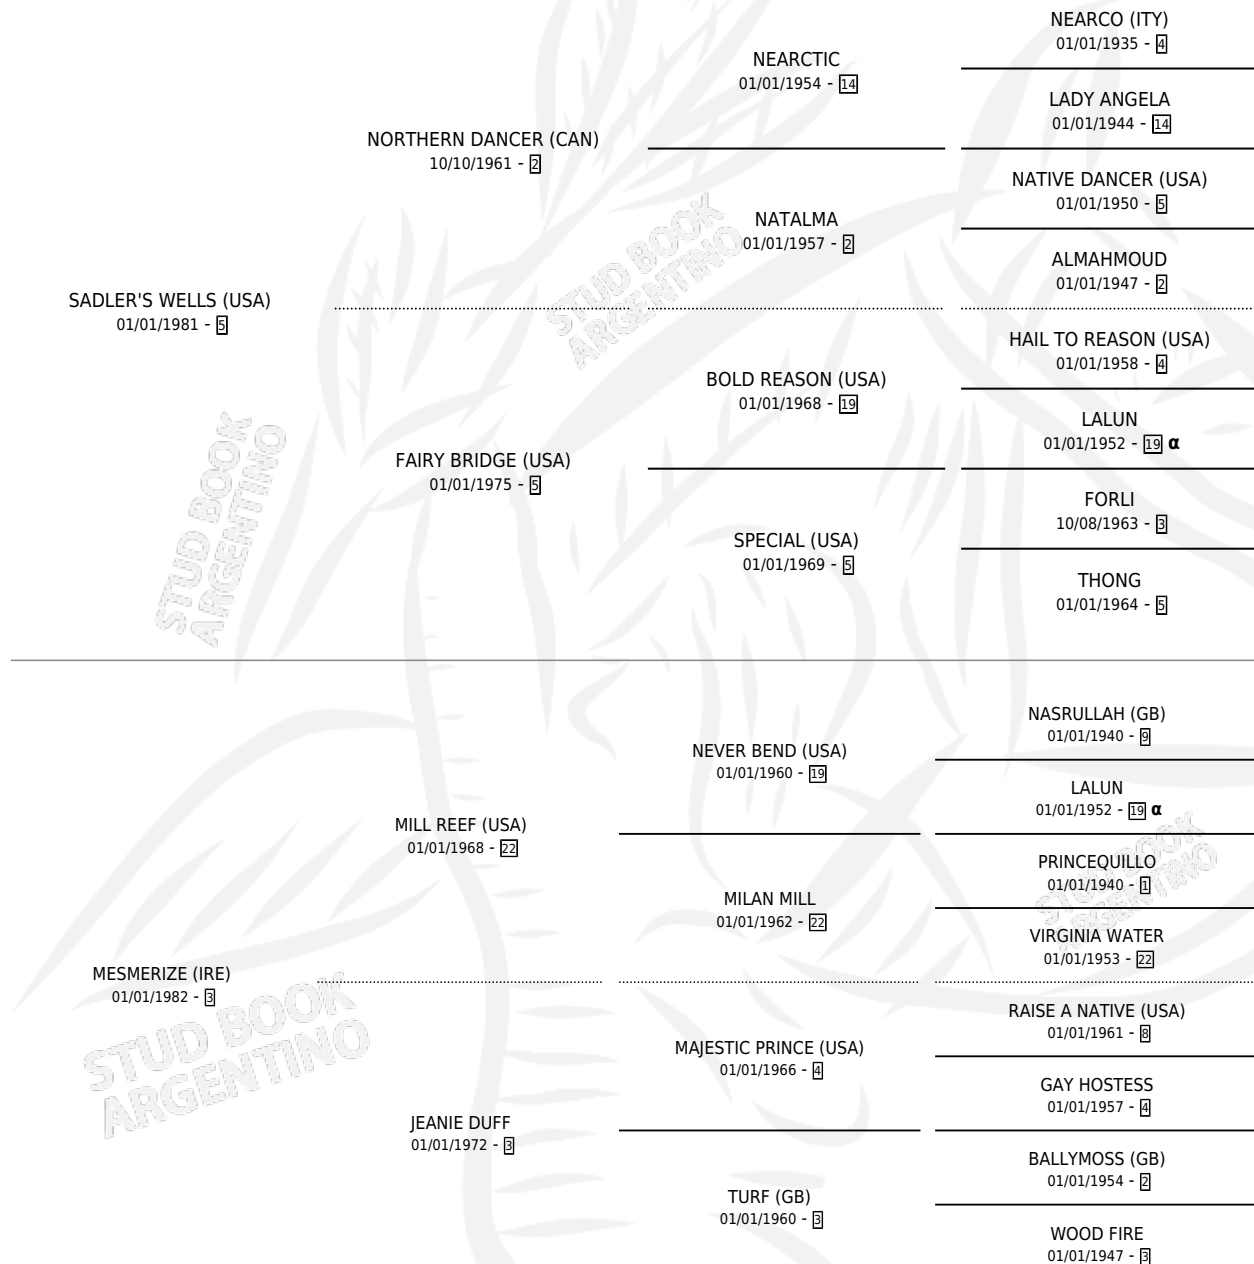 NEARCO (ITY)
01/01/1935 - 4
NEARCTIC
01/01/1954 - 14
LADY ANGELA
01/01/1944 - 14
NORTHERN DANCER (CAN)
10/10/1961 - 2
NATIVE DANCER (USA)
01/01/1950 - 5
NATALMA
01/01/1957 - 2
ALMAHMOUD
01/01/1947 - 2
SADLER'S WELLS (USA)
01/01/1981 - 5
HAIL TO REASON (USA)
01/01/1958 - 4
BOLD REASON (USA)
01/01/1968 - 19
LALUN
01/01/1952 - 19 α
FAIRY BRIDGE (USA)
01/01/1975 - 5
FORLI
10/08/1963 - 3
SPECIAL (USA)
01/01/1969 - 5
THONG
01/01/1964 - 5
NASRULLAH (GB)
01/01/1940 - 9
NEVER BEND (USA)
01/01/1960 - 19
LALUN
01/01/1952 - 19 α
MILL REEF (USA)
01/01/1968 - 22
PRINCEQUILLO
01/01/1940 - 1
MILAN MILL
01/01/1962 - 22
VIRGINIA WATER
01/01/1953 - 22
MESMERIZE (IRE)
01/01/1982 - 3
RAISE A NATIVE (USA)
01/01/1961 - 8
MAJESTIC PRINCE (USA)
01/01/1966 - 4
GAY HOSTESS
01/01/1957 - 4
JEANIE DUFF
01/01/1972 - 3
BALLYMOSS (GB)
01/01/1954 - 2
TURF (GB)
01/01/1960 - 3
WOOD FIRE
01/01/1947 - 3
STUD BOOK
ARGENTINO
STUD BOOK
ARGENTINO
STUD BOOK
ARGENTINO
STUD BOOK
ARGENTINO